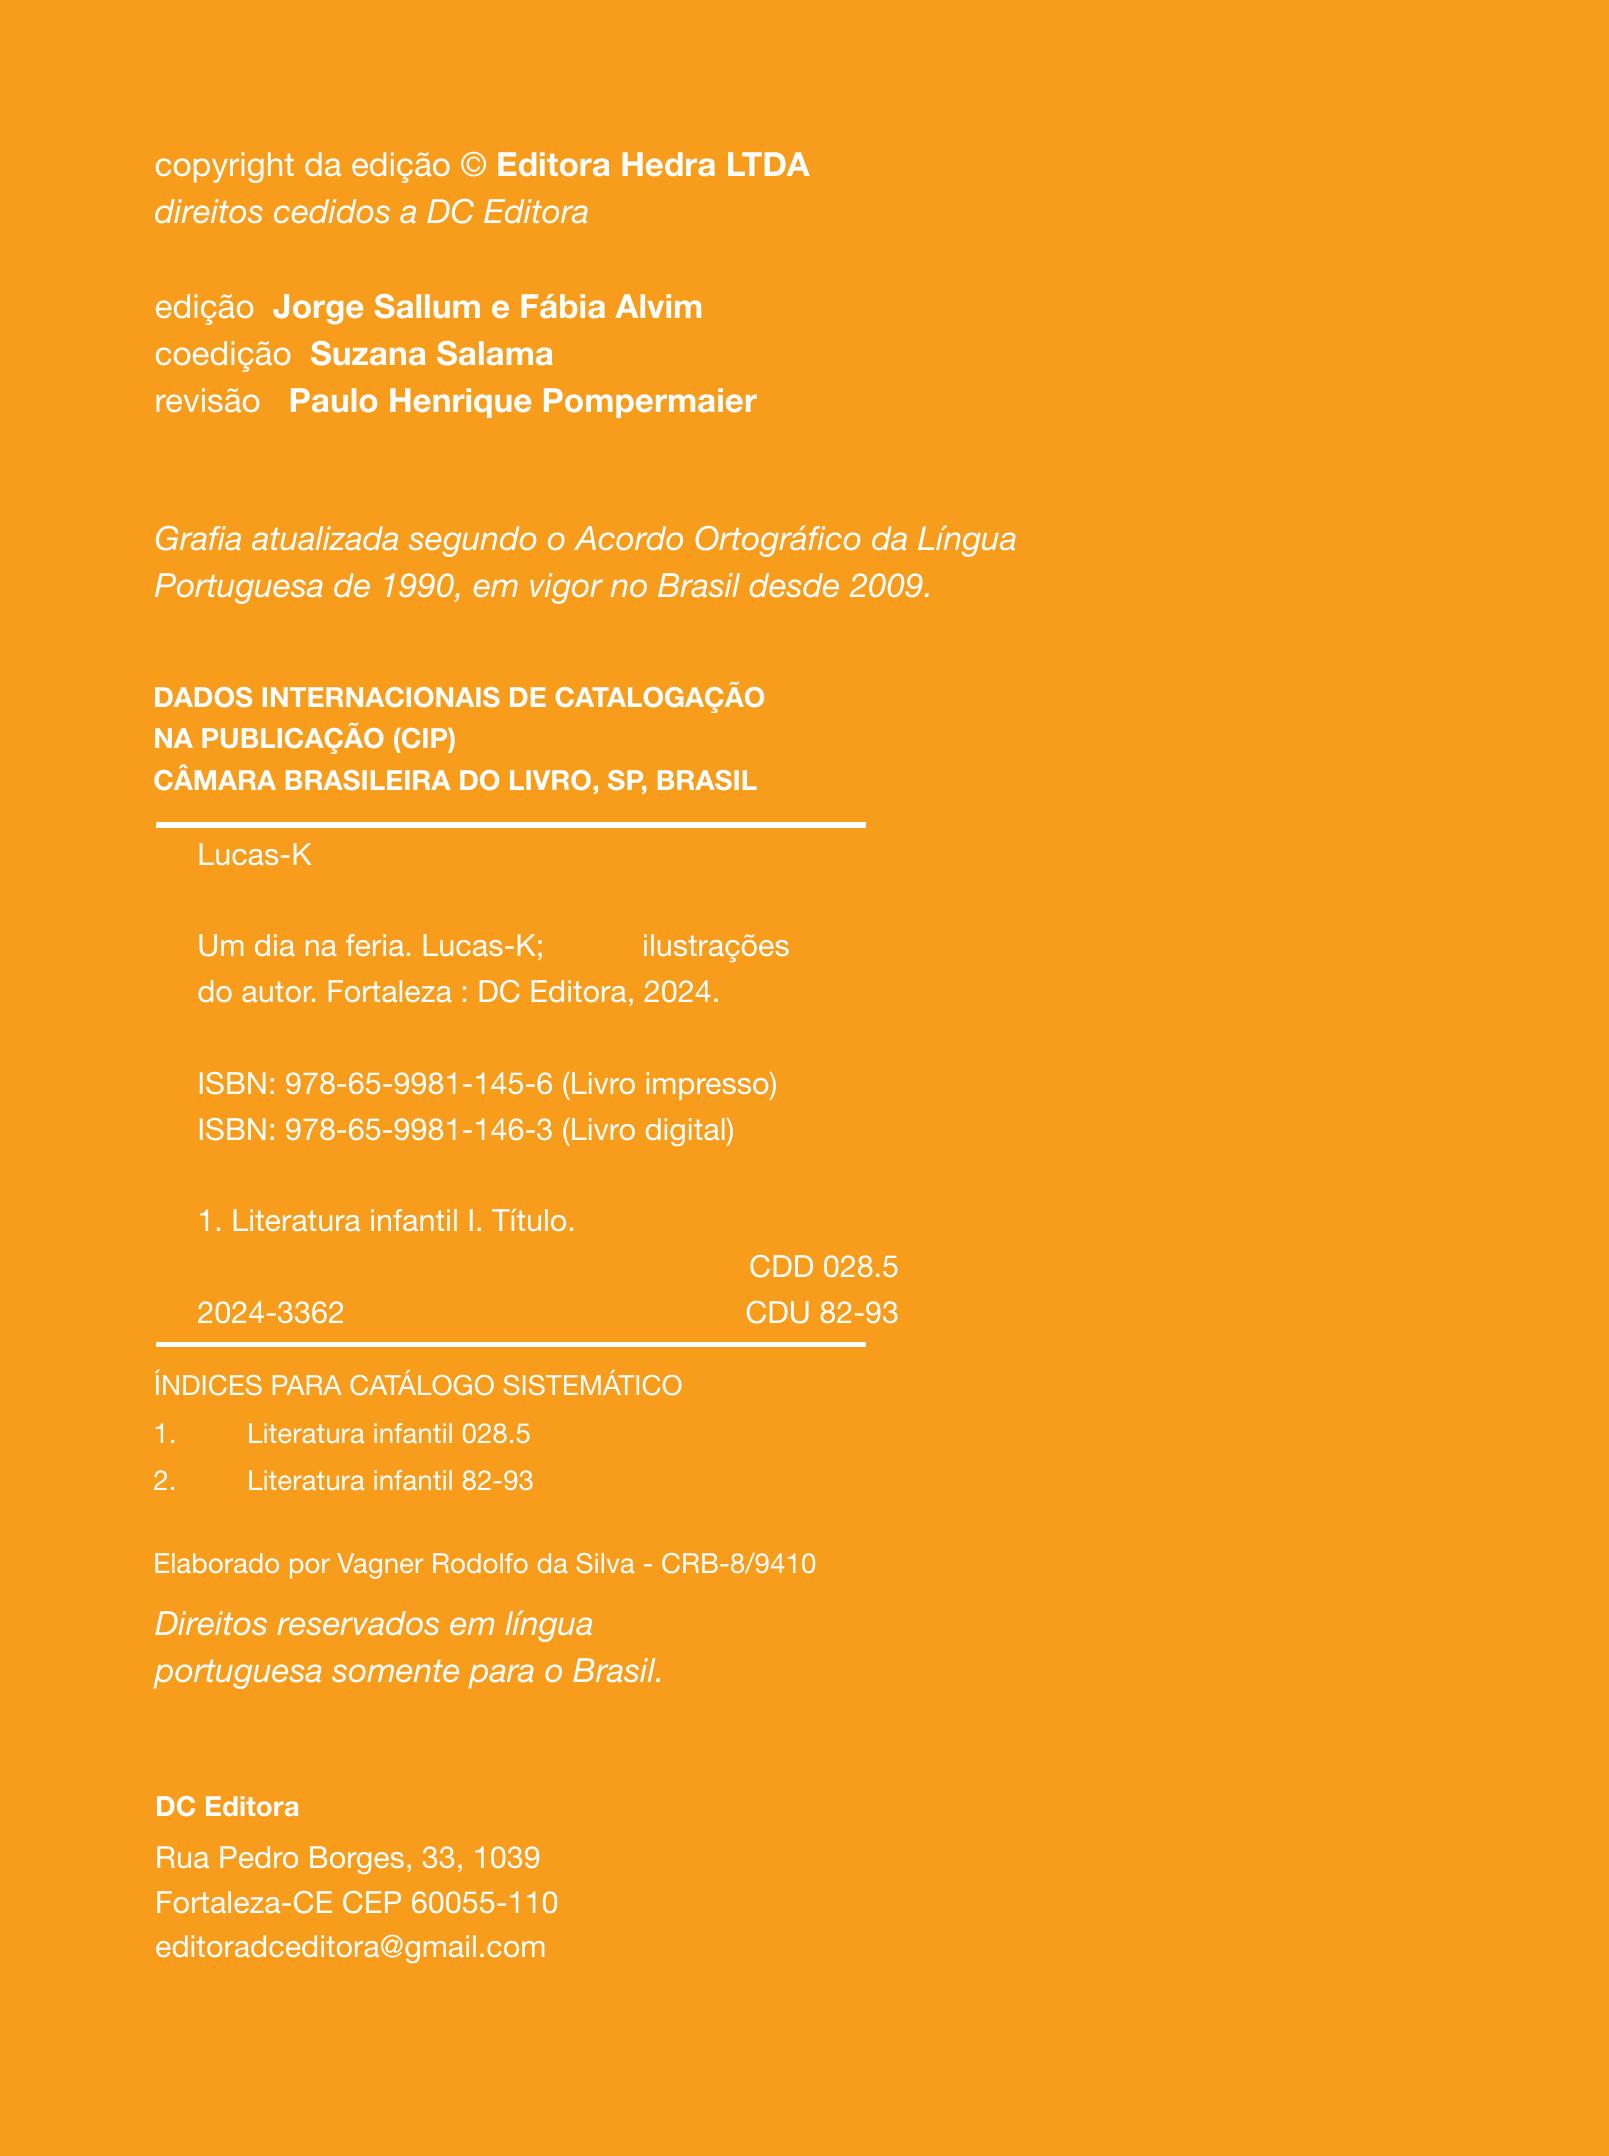 copyright da edição © Editora Hedra LTDA
direitos cedidos a DC Editora
edição Jorge Sallum e Fábia Alvim
coedição Suzana Salama
revisão Paulo Henrique Pompermaier
Grafia atualizada segundo o Acordo Ortográfico da Língua
Portuguesa de 1990, em vigor no Brasil desde 2009.
DADOS INTERNACIONAIS DE CATALOGAÇÃO
NA PUBLICAÇÃO (CIP)
CÂMARA BRASILEIRA DO LIVRO, SP, BRASIL
Lucas-K
Um dia na feria. Lucas-K; ilustrações
do autor. Fortaleza : DC Editora, 2024.
ISBN: 978-65-9981-145-6 (Livro impresso)
ISBN: 978-65-9981-146-3 (Livro digital)
1. Literatura infantil I. Título.
CDD 028.5
2024-3362 CDU 82-93
ÍNDICES PARA CATÁLOGO SISTEMÁTICO
1. Literatura infantil 028.5
2. Literatura infantil 82-93
Elaborado por Vagner Rodolfo da Silva - CRB-8/9410
Direitos reservados em língua
portuguesa somente para o Brasil.
DC Editora
Rua Pedro Borges, 33, 1039
Fortaleza-CE CEP 60055-110
editoradceditora@gmail.com